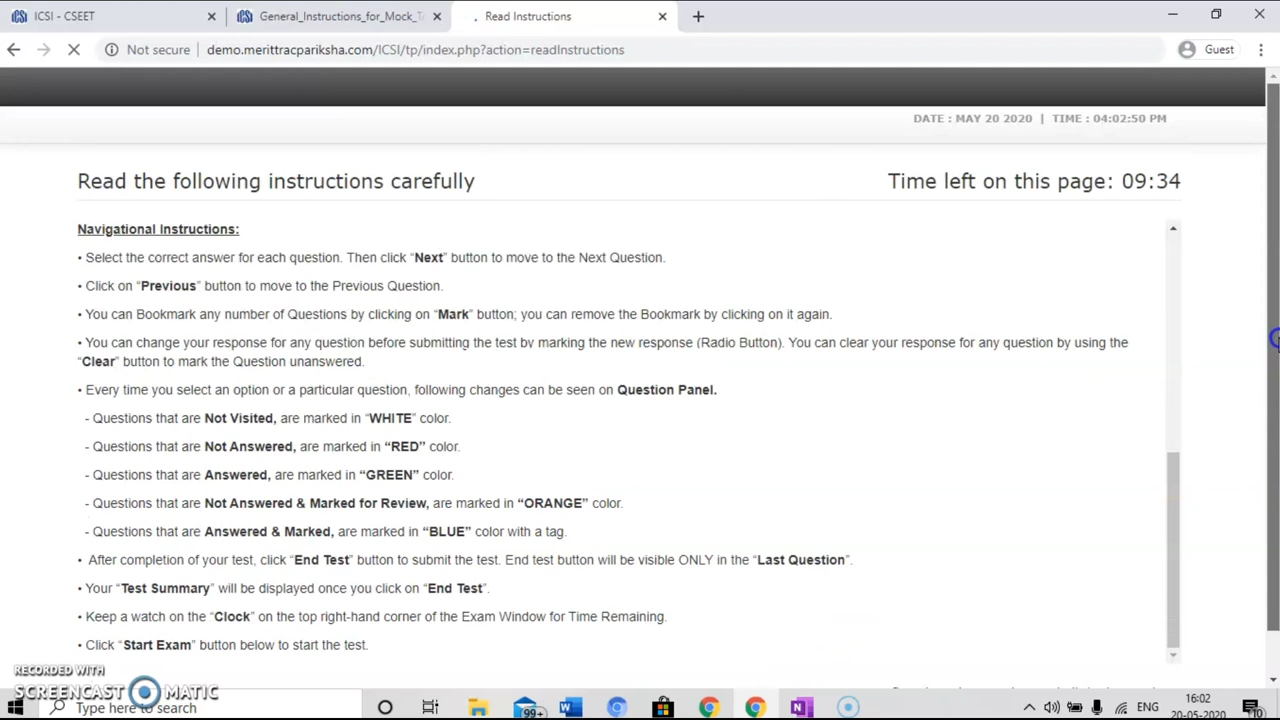 ICSI - CSEET
General_Instructions_for_Mock_T
Read Instructions
Not secure | demo.merittracpariksha.com/ICSI/tp/index.php?action=readInstructions
Guest
DATE : MAY 20 2020 | TIME : 04:02:50 PM
Read the following instructions carefully
Time left on this page: 09:34
Navigational Instructions:
• Select the correct answer for each question. Then click “Next” button to move to the Next Question.
• Click on “Previous” button to move to the Previous Question.
• You can Bookmark any number of Questions by clicking on “Mark” button; you can remove the Bookmark by clicking on it again.
• You can change your response for any question before submitting the test by marking the new response (Radio Button). You can clear your response for any question by using the
“Clear” button to mark the Question unanswered.
• Every time you select an option or a particular question, following changes can be seen on Question Panel.
- Questions that are Not Visited, are marked in “WHITE” color.
- Questions that are Not Answered, are marked in “RED” color.
- Questions that are Answered, are marked in “GREEN” color.
- Questions that are Not Answered & Marked for Review, are marked in “ORANGE” color.
- Questions that are Answered & Marked, are marked in “BLUE” color with a tag.
• After completion of your test, click “End Test” button to submit the test. End test button will be visible ONLY in the “Last Question”.
• Your “Test Summary” will be displayed once you click on “End Test”.
• Keep a watch on the “Clock” on the top right-hand corner of the Exam Window for Time Remaining.
• Click “Start Exam” button below to start the test.
RECORDED WITH
SCREENCAST MATIC
Type here to search
99+
ENG
16:02
20-05-2020
10